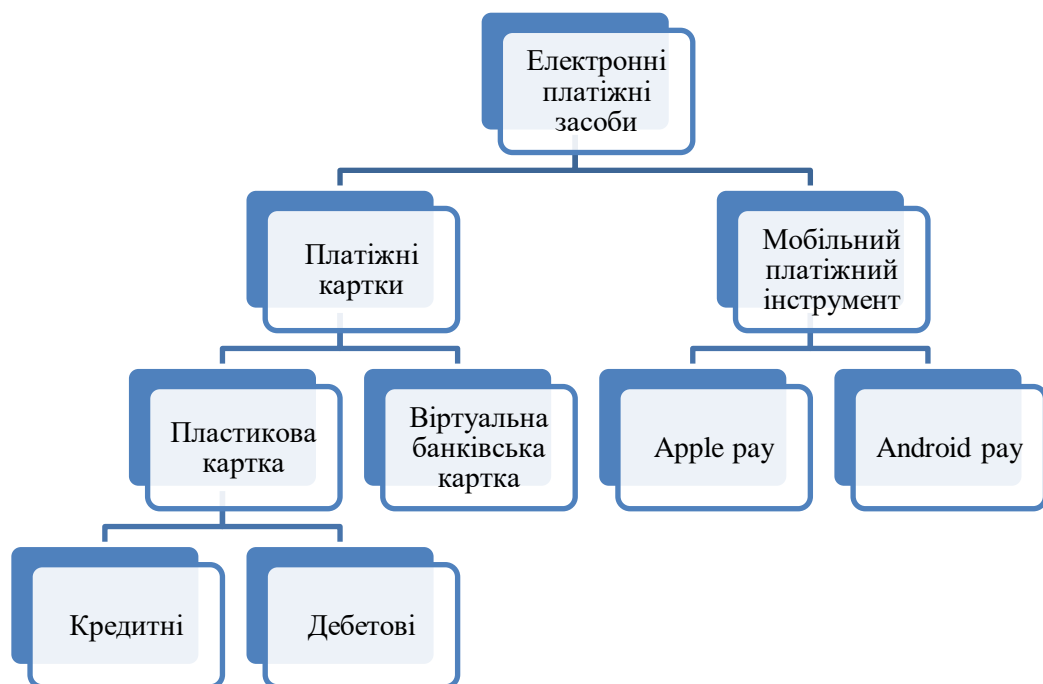 Електронні
платіжні
засоби
Платіжні
картки
Мобільний
платіжний
інструмент
Пластикова
картка
Віртуальна
банківська
картка
Apple pay
Android pay
Кредитні
Дебетові